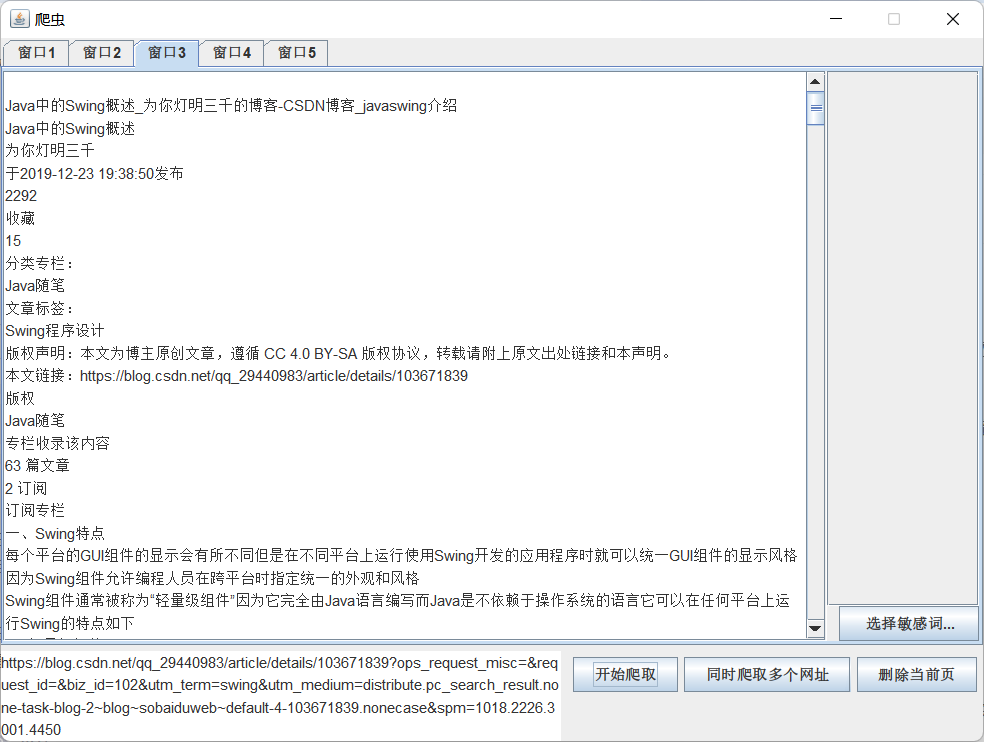 爬虫
窗口1 窗口2 窗口3 窗口4 窗口5
Java中的Swing概述_为你灯明三千的博客-CSDN博客_javaswing介绍
Java中的Swing概述
为你灯明三千
于2019-12-23 19:38:50发布
2292
收藏
15
分类专栏：
Java随笔
文章标签：
Swing程序设计
版权声明：本文为博主原创文章，遵循 CC 4.0 BY-SA 版权协议，转载请附上原文出处链接和本声明。
本文链接：https://blog.csdn.net/qq_29440983/article/details/103671839
版权
Java随笔
专栏收录该内容
63 篇文章
2 订阅
订阅专栏
一、Swing特点
每个平台的GUI组件的显示会有所不同但是在不同平台上运行使用Swing开发的应用程序时就可以统一GUI组件的显示风格
因为Swing组件允许编程人员在跨平台时指定统一的外观和风格
Swing组件通常被称为“轻量级组件”因为它完全由Java语言编写而Java是不依赖于操作系统的语言它可以在任何平台上运
行Swing的特点如下
选择敏感词...
https://blog.csdn.net/qq_29440983/article/details/103671839?ops_request_misc=&req
uest_id=&biz_id=102&utm_term=swing&utm_medium=distribute.pc_search_result.no
ne-task-blog-2~blog~sobaiduweb~default-4-103671839.nonecase&spm=1018.2226.3
001.4450
开始爬取 同时爬取多个网址 删除当前页